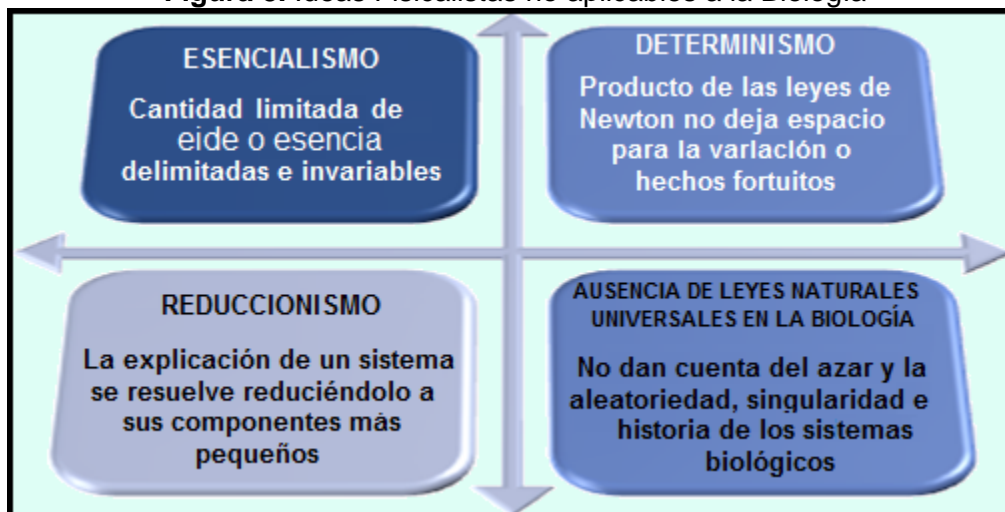 Ideas Fisicalistas no aplicables a la Biología
ESENCIALISMO
Cantidad limitada de
eide o esencia
delimitadas e invariables
DETERMINISMO
Producto de las leyes de
Newton no deja espacio
para la variación o
hechos fortuitos
REDUCCIONISMO
La explicación de un sistema
se resuelve reduciéndolo a
sus componentes más
pequeños
AUSENCIA DE LEYES NATURALES
UNIVERSALES EN LA BIOLOGÍA
No dan cuenta del azar y la
aleatoriedad, singularidad e
historia de los sistemas
biológicos